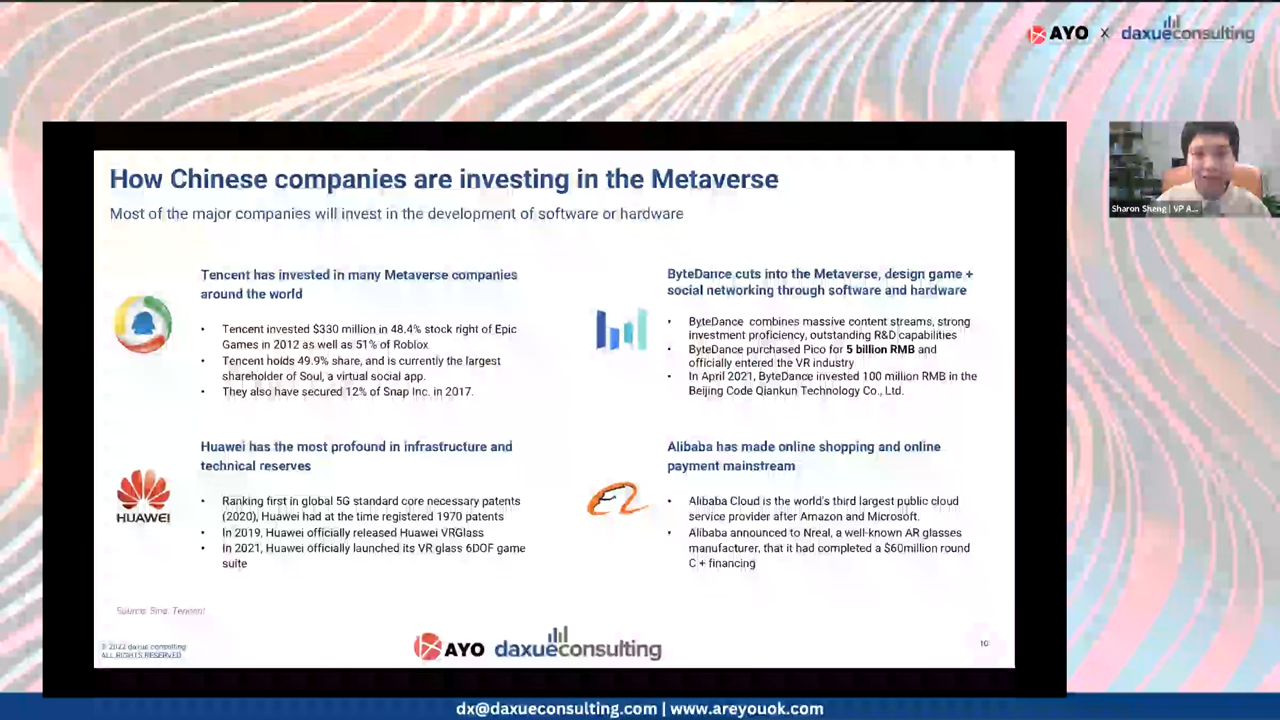 AYO x daxueconsulting
How Chinese companies are investing in the Metaverse
Most of the major companies will invest in the development of software or hardware
Sharon Sheng | VP A...
Tencent has invested in many Metaverse companies
around the world
• Tencent invested $330 million in 48.4% stock right of Epic
Games in 2012 as well as 51% of Roblox
• Tencent holds 49.9% share, and is currently the largest
shareholder of Soul, a virtual social app.
• They also have secured 12% of Snap Inc. in 2017.
ByteDance cuts into the Metaverse, design game +
social networking through software and hardware
• ByteDance combines massive content streams, strong
investment proficiency, outstanding R&D capabilities
• ByteDance purchased Pico for 5 billion RMB and
officially entered the VR industry
• In April 2021, ByteDance invested 100 million RMB in the
Beijing Code Qiankun Technology Co., Ltd.
Huawei has the most profound in infrastructure and
technical reserves
HUAWEI
• Ranking first in global 5G standard core necessary patents
(2020), Huawei had at the time registered 1970 patents
• In 2019, Huawei officially released Huawei VRGlass
• In 2021, Huawei officially launched its VR glass 6DOF game
suite
Alibaba has made online shopping and online
payment mainstream
• Alibaba Cloud is the world's third largest public cloud
service provider after Amazon and Microsoft.
• Alibaba announced to Nreal, a well-known AR glasses
manufacturer, that it had completed a $60million round
C + financing
Source: Sina, Tencent
© 2022 daxue consulting
ALL RIGHTS RESERVED
AYO daxueconsulting
10
dx@daxueconsulting.com | www.areyouok.com